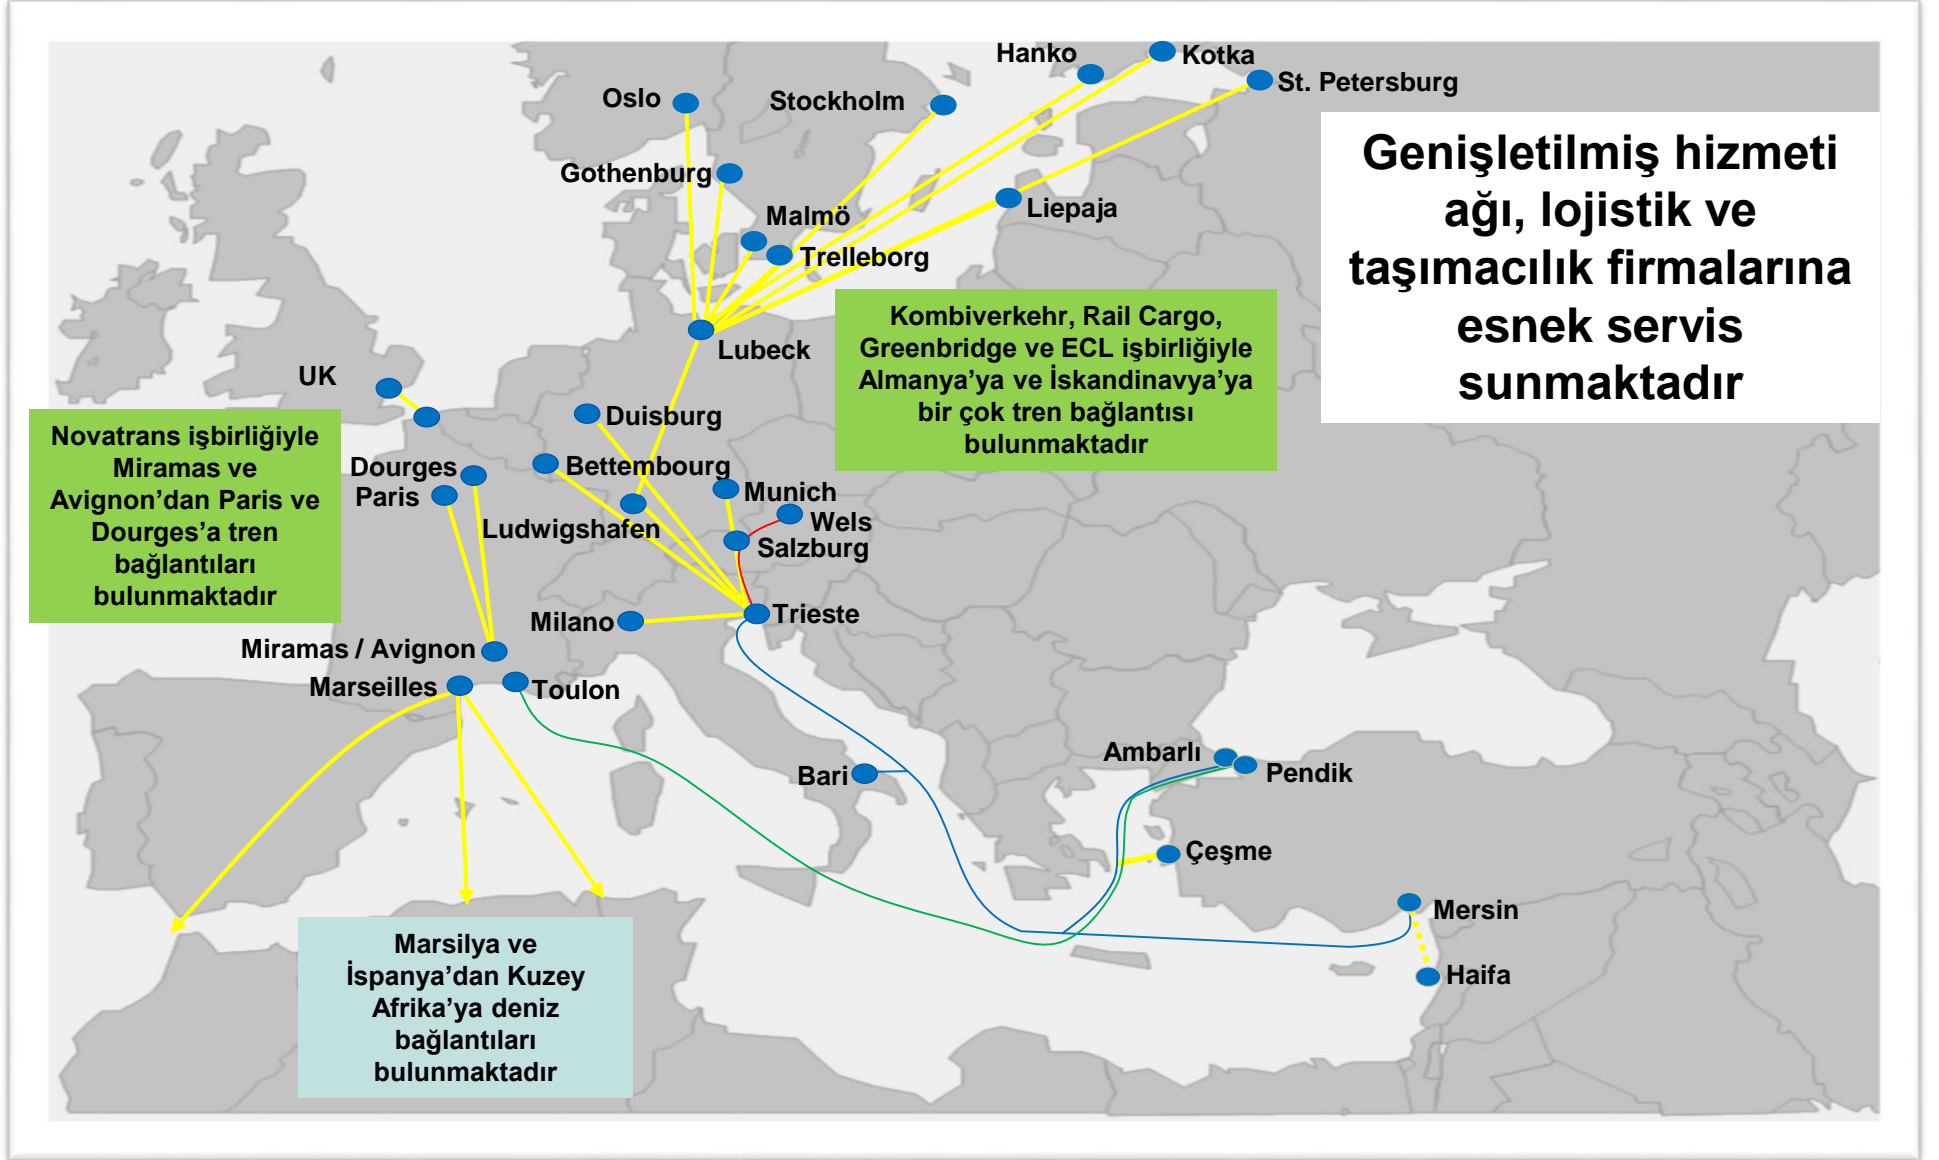 Hanko
Kotka
St. Petersburg
Oslo
Stockholm
Gothenburg
Malmö
Trelleborg
Liepaja
Genişletilmiş hizmeti
ağı, lojistik ve
taşımacılık firmalarına
esnek servis
sunmaktadır
Lubeck
Kombiverkehr, Rail Cargo,
Greenbridge ve ECL işbirliğiyle
Almanya’ya ve İskandinavya’ya
bir çok tren bağlantısı
bulunmaktadır
UK
Duisburg
Novatrans işbirliğiyle
Miramas ve
Avignon’dan Paris ve
Dourges’a tren
bağlantıları
bulunmaktadır
Dourges
Paris
Bettembourg
Munich
Ludwigshafen
Wels
Salzburg
Milano
Trieste
Miramas / Avignon
Marseilles
Toulon
Bari
Ambarlı
Pendik
Çeşme
Mersin
Haifa
Marsilya ve
İspanya’dan Kuzey
Afrika’ya deniz
bağlantıları
bulunmaktadır